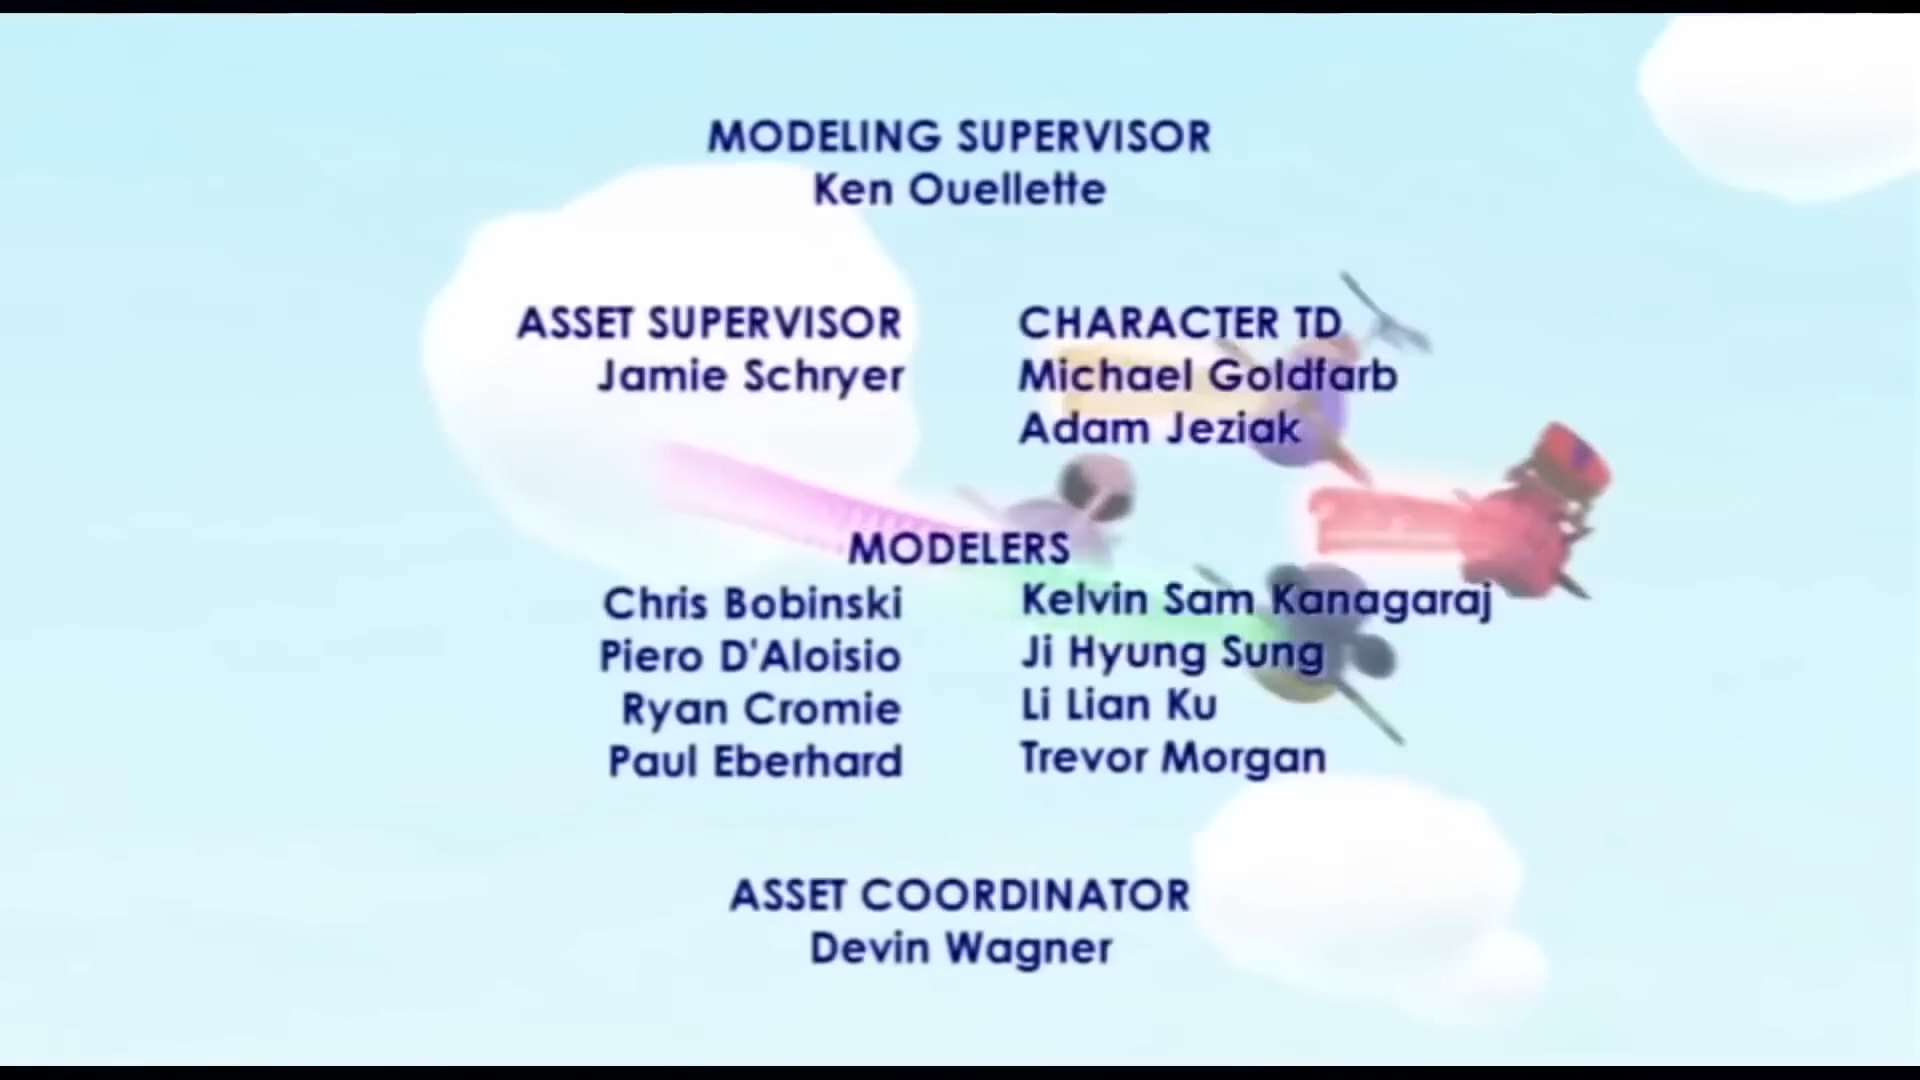 MODELING SUPERVISOR
Ken Ouellette
ASSET SUPERVISOR
Jamie Schryer
CHARACTER TD
Michael Goldfarb
Adam Jeziak
MODELERS
Chris Bobinski
Piero D'Aloisio
Ryan Cromie
Paul Eberhard
Kelvin Sam Kanagaraj
Ji Hyung Sung
Li Lian Ku
Trevor Morgan
ASSET COORDINATOR
Devin Wagner